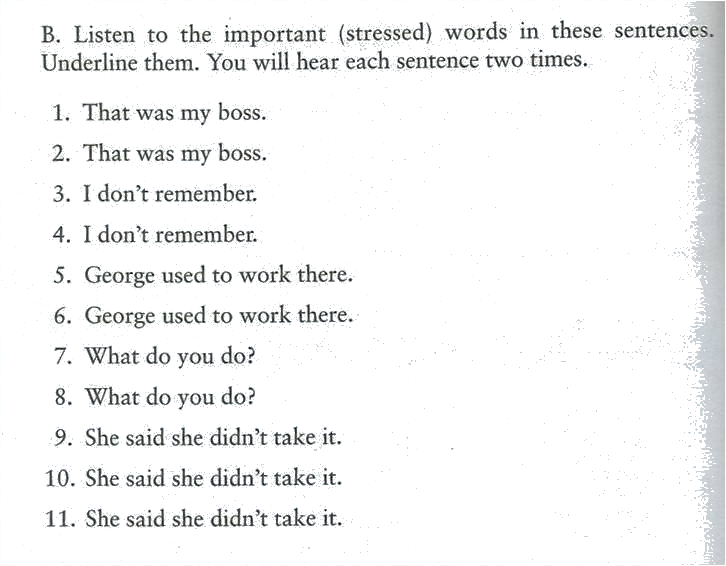 B. Listen to the important (stressed) words in these sentences.
Underline them. You will hear each sentence two times.
1. That was my boss.
2. That was my boss.
3. I don't remember.
4. I don't remember.
5. George used to work there.
6. George used to work there.
7. What do you do?
8. What do you do?
9. She said she didn't take it.
10. She said she didn't take it.
11. She said she didn't take it.